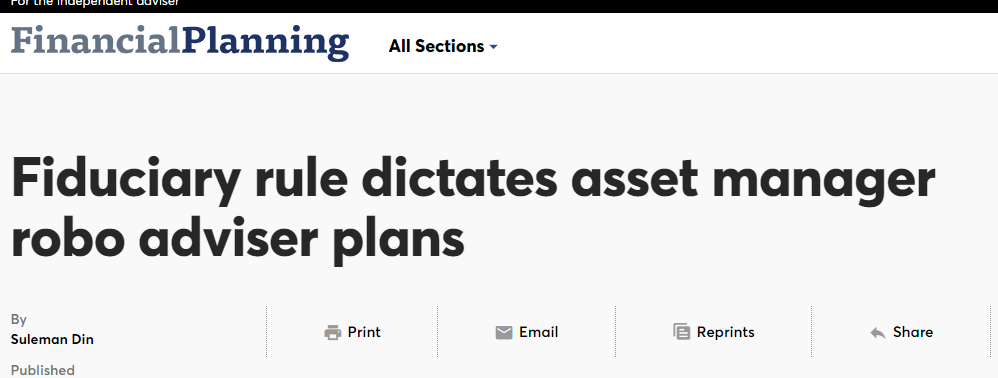 For the independent adviser
FinancialPlanning
All Sections
Fiduciary rule dictates asset manager
robo adviser plans
By
Suleman Din
Print
Email
Reprints
Share
Published